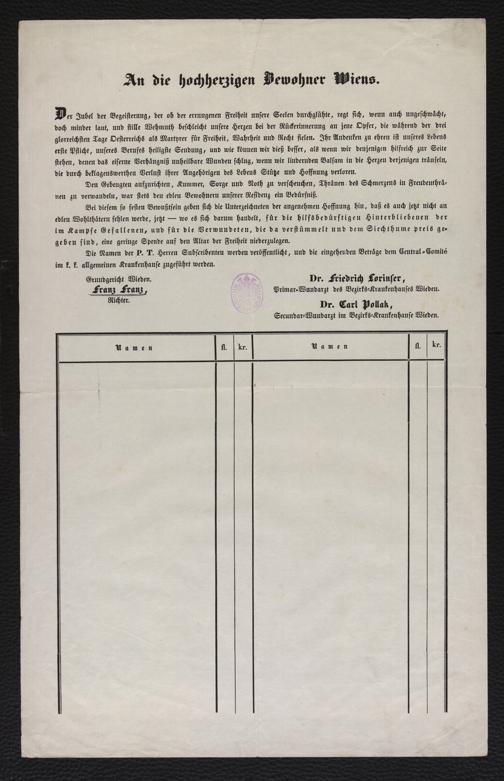 An die hochherzigen Bewohner Wiens.
Der Jubel der Begeisterung, der ob der errungenen Freiheit unsere Seelen durchglühte, regt sich, wenn auch ungeschwächt,
doch minder laut, und stille Wehmuth beschleicht unsere Herzen bei der Rückerinnerung an jene Opfer, die während der drei
glorreichsten Tage Oesterreichs als Martyrer für Freiheit, Wahrheit und Recht fielen. Ihr Andenken zu ehren ist unseres Lebens
erste Pflicht, unseres Berufes heiligste Sendung, und wie können wir dieß besser, als wenn wir denjenigen hilfreich zur Seite
stehen, denen das eiserne Verhängniß unheilbare Wunden schlug, wenn wir lindernden Balsam in die Herzen derjenigen träufeln,
die durch beklagenswerthen Verlust ihrer Angehörigen des Lebens Stütze und Hoffnung verloren.
Den Gebeugten aufzurichten, Kummer, Sorge und Noth zu verscheuchen, Thränen des Schmerzens in Freudenthrä-
nen zu verwandeln, war stets den edlen Bewohnern unserer Residenz ein Bedürfniß.
Bei diesem so festen Bewußtsein geben sich die Unterzeichneten der angenehmen Hoffnung hin, daß es auch jetzt nicht an
edlen Wohlthätern fehlen werde, jetzt — wo es sich darum handelt, für die hilfsbedürftigen Hinterbliebenen der
im Kampfe Gefallenen, und für die Verwundeten, die da verstümmelt und dem Siechthume preis ge-
geben sind, eine geringe Spende auf den Altar der Freiheit niederzulegen.
Die Namen der P. T. Herren Subscribenten werden veröffentlicht, und die eingehenden Beträge dem Central-Comité
im k. k. allgemeinen Krankenhause zugeführt werden.
Grundgericht Wieden.
Franz Franz,
Richter.
Dr. Friedrich Lorinser,
Primar-Wundarzt des Bezirks-Krankenhauses Wieden.
Dr. Carl Pollak,
Secundar-Wundarzt im Bezirks-Krankenhause Wieden.
Namen fl. kr. Namen fl. kr.